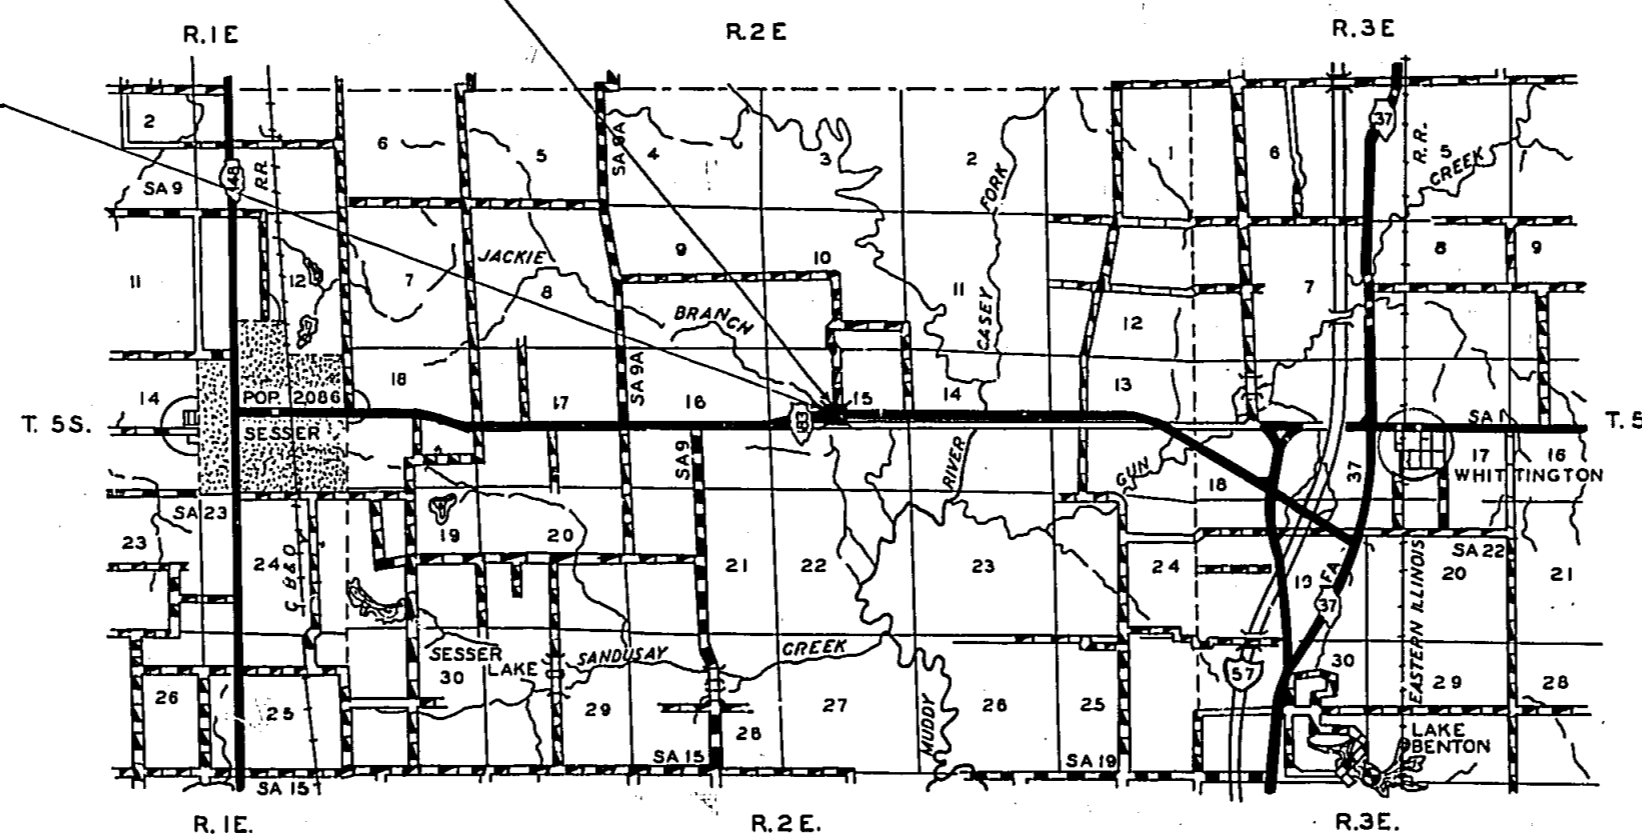 R.1E R.2E R.3E
2 6 5 SA 9A 4 3 2 1 6 37 R.R. 5
SA 9 148 RR. FORK CREEK
11 12 7 JACKIE 8 9 10 11 CASEY 7 8 9
BRANCH 12
14 POP. 2086 18 17 SA 9A 16 183 15 14 13 SA 1
T. 5S. SESSER T. 5
SA 9 RIVER GUN 18 37 17 16
WHITTINGTON
SA 23
23 24 C B & O 19 20 21 22 23 24 19 FA 37 EASTERN ILLINOIS SA 22 20 21
SESSER LAKE SANDUSAY CREEK
26 25 30 29 28 27 MUDDY 26 25 57 30 29 28
LAKE BENTON
SA 15 SA 15 SA 19
R.1E. R.2E. R.3E.